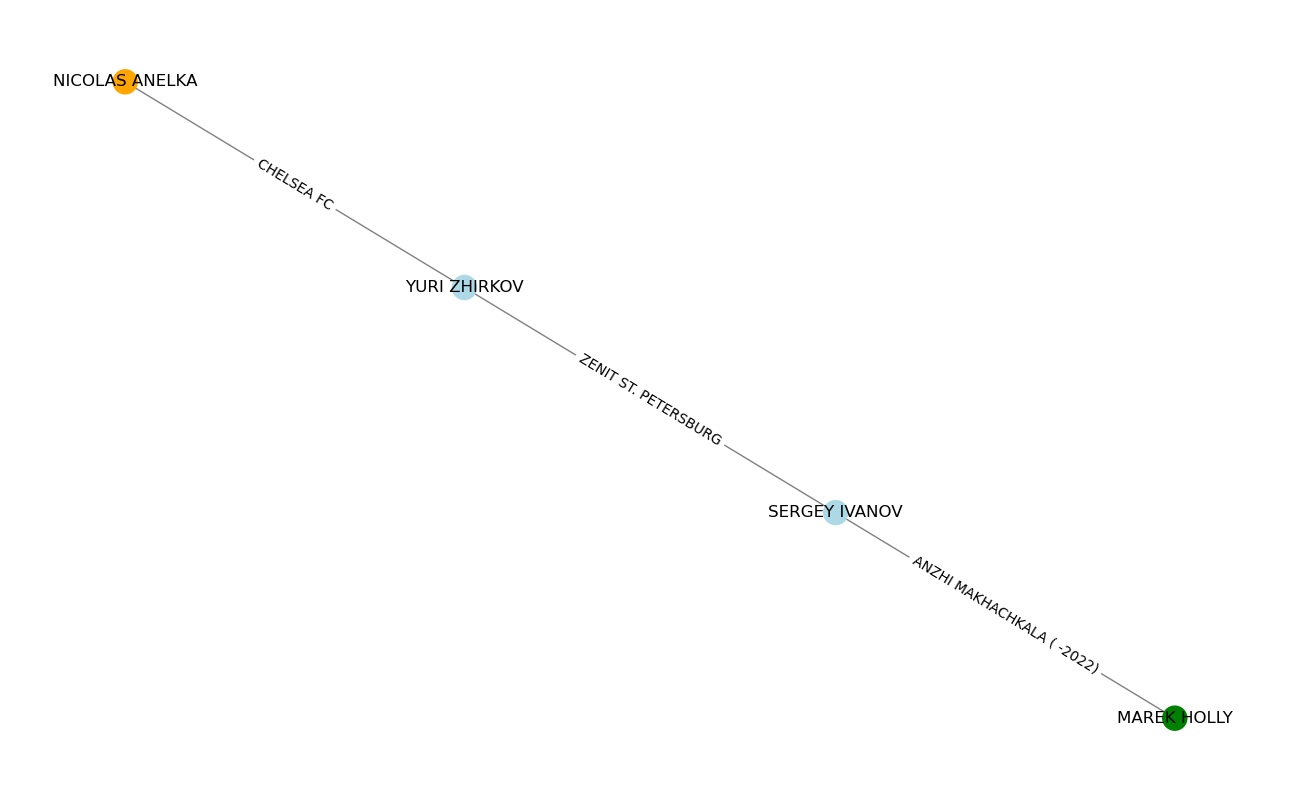 NICOLAS ANELKA
CHELSEA FC
YURI ZHIRKOV
ZENIT ST. PETERSBURG
SERGEY IVANOV
ANZHI MAKHACHKALA ( -2022)
MAREK HOLLY